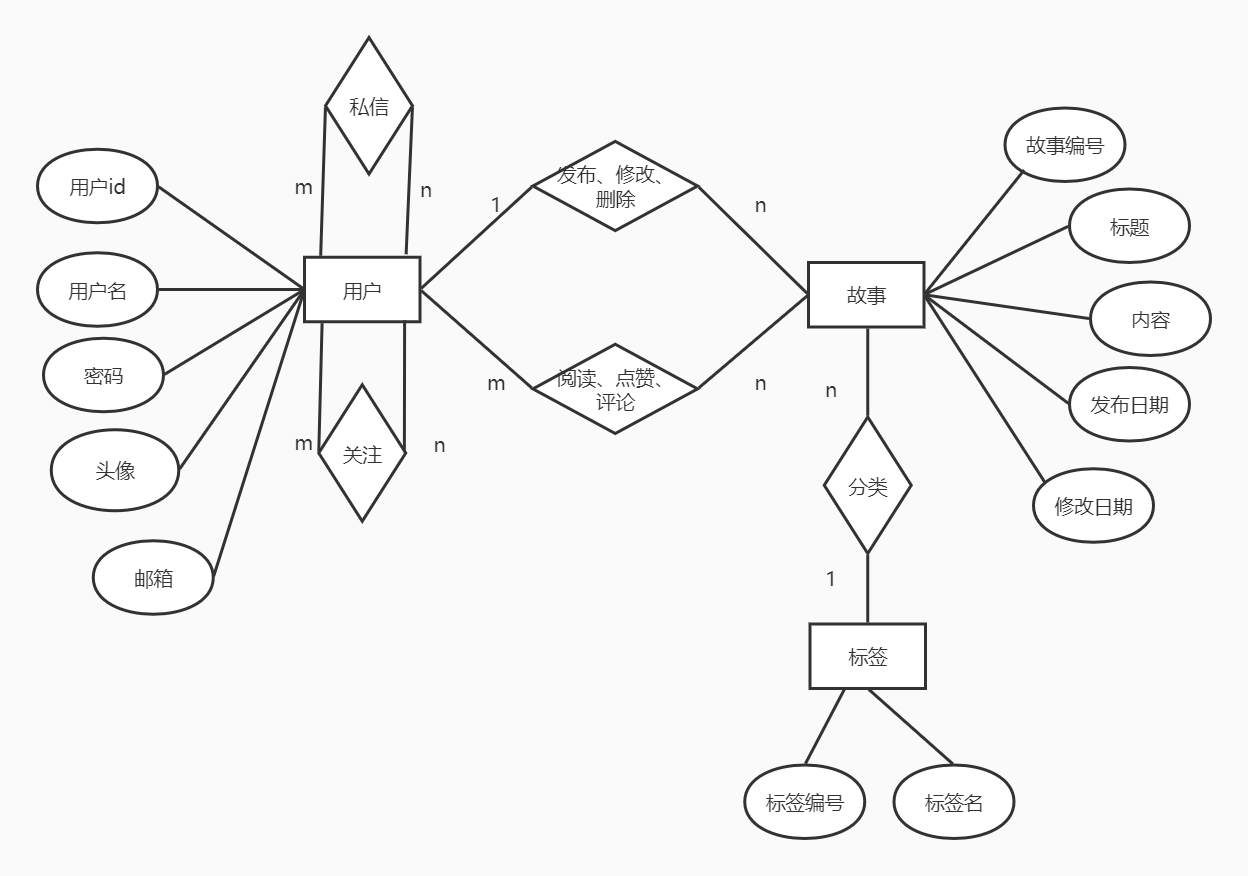 私信
故事编号
m
n
发布、修改、
删除
用户id
1
n
标题
用户名
用户
故事
内容
密码
m
阅读、点赞、
评论
n
n
发布日期
头像
m
关注
n
分类
修改日期
邮箱
1
标签
标签编号
标签名